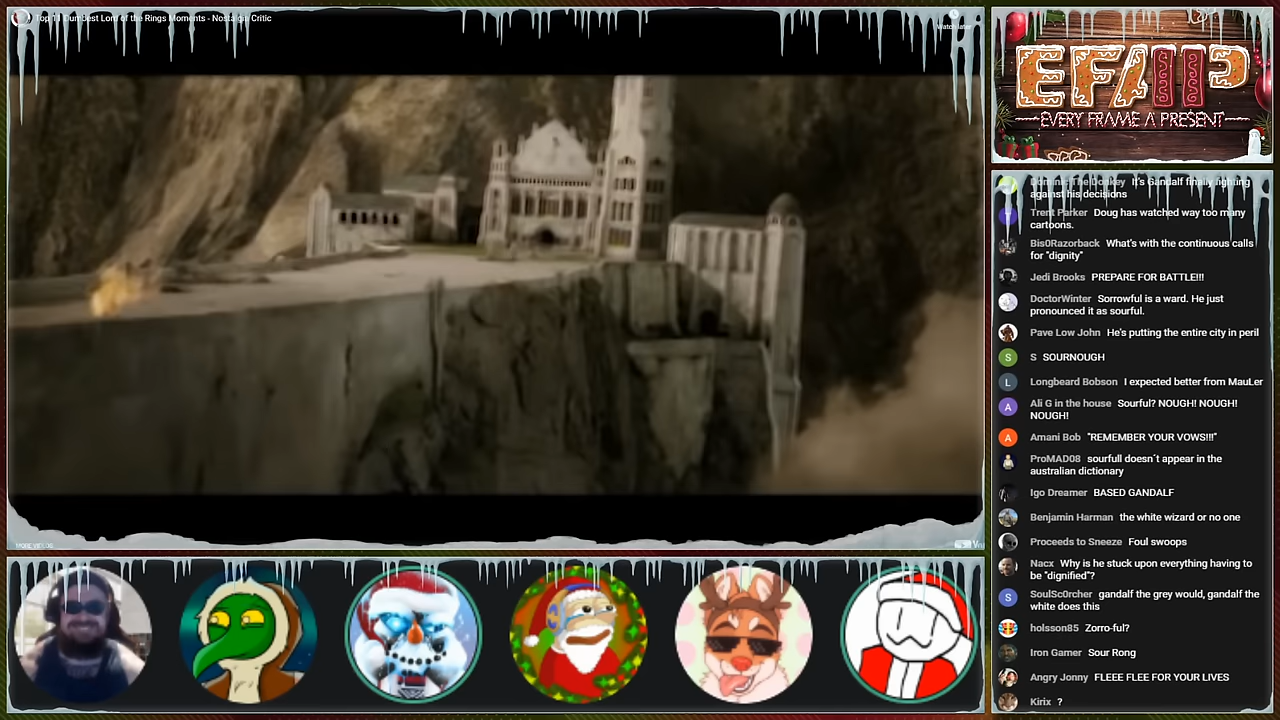 Top 11 Dumbest Lord of the Rings Moments - Nostalgia Critic
Watch later
EFAP
EVERY FRAME A PRESENT
Dominic The Donkey It's Gandalf finally fighting
against his decisions
Trent Parker Doug has watched way too many
cartoons.
Bis0Razorback What's with the continuous calls
for "dignity"
Jedi Brooks PREPARE FOR BATTLE!!!
DoctorWinter Sorrowful is a ward. He just
pronounced it as sourful.
Pave Low John He's putting the entire city in peril
S S SOURNOUGH
L Longbeard Bobson I expected better from MauLer
A Ali G in the house Sourful? NOUGH! NOUGH!
NOUGH!
A Amani Bob "REMEMBER YOUR VOWS!!!"
ProMAD08 sourfull doesn´t appear in the
australian dictionary
Igo Dreamer BASED GANDALF
Benjamin Harman the white wizard or no one
Proceeds to Sneeze Foul swoops
Nacx Why is he stuck upon everything having to
be "dignified"?
S SoulSc0rcher gandalf the grey would, gandalf the
white does this
holsson85 Zorro-ful?
Iron Gamer Sour Rong
Angry Jonny FLEEE FLEE FOR YOUR LIVES
Kirix ?
MORE VIDEOS